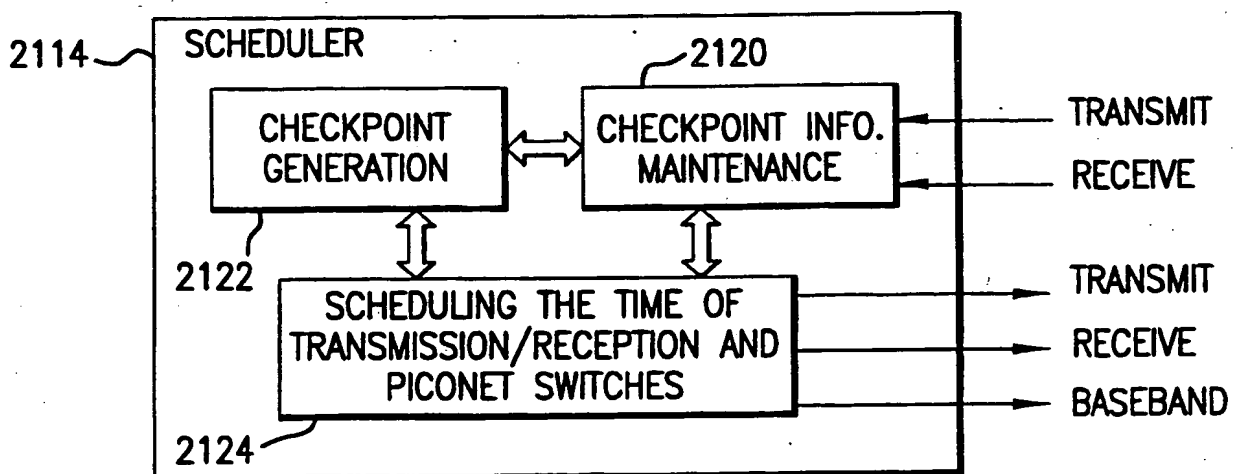 2114
SCHEDULER
2120
CHECKPOINT
GENERATION
CHECKPOINT INFO.
MAINTENANCE
TRANSMIT
RECEIVE
2122
SCHEDULING THE TIME OF
TRANSMISSION/RECEPTION AND
PICONET SWITCHES
TRANSMIT
RECEIVE
BASEBAND
2124